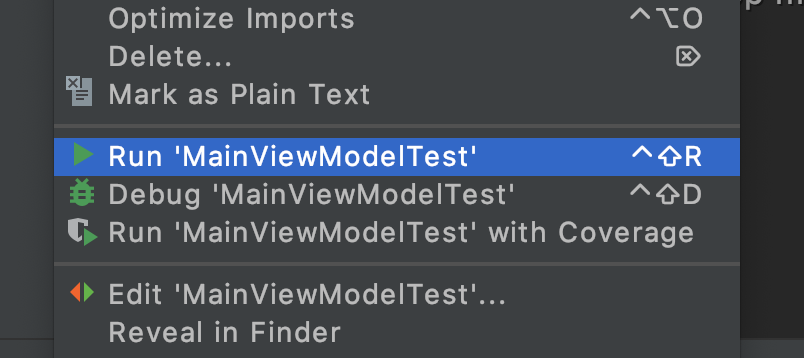 Optimize Imports ⌃⌥O
Delete... ⌦
Mark as Plain Text
Run 'MainViewModelTest' ⌃⇧R
Debug 'MainViewModelTest' ⌃⇧D
Run 'MainViewModelTest' with Coverage
Edit 'MainViewModelTest'...
Reveal in Finder